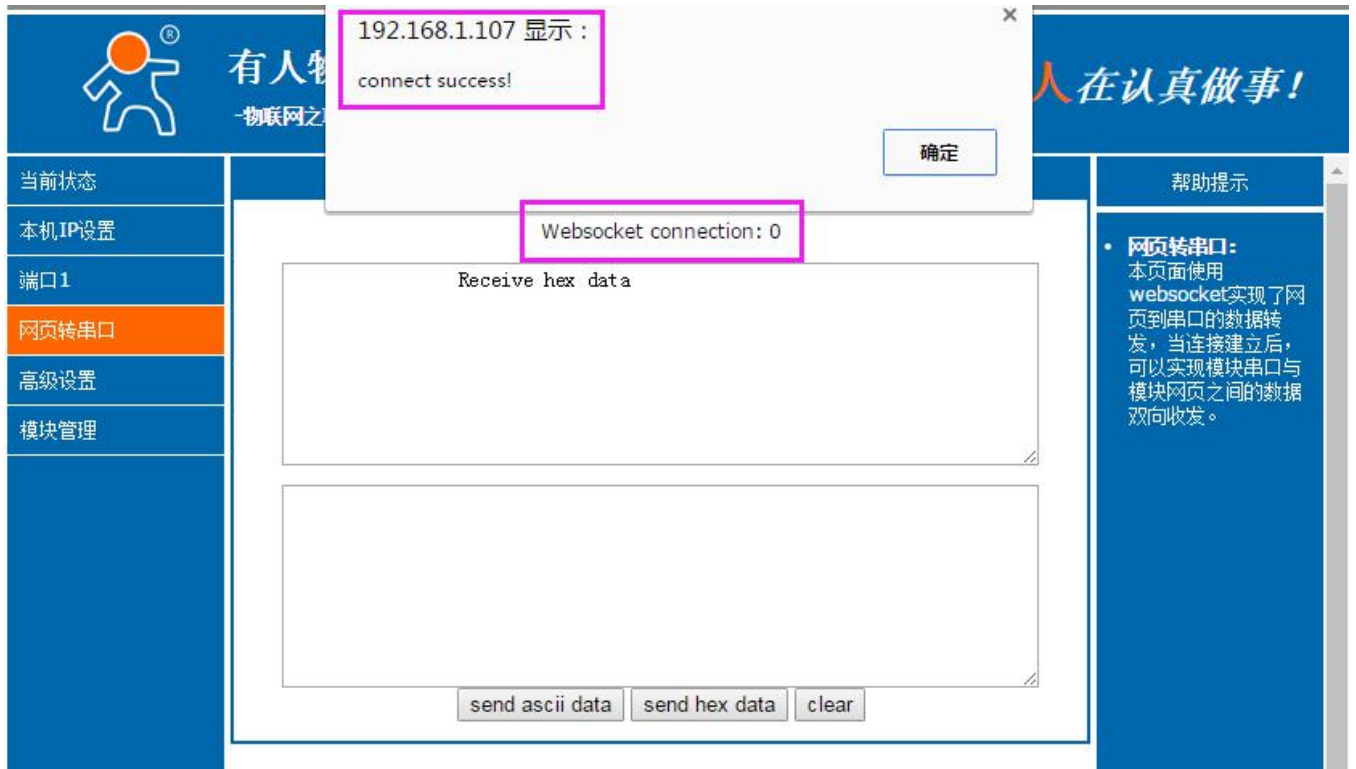 192.168.1.107 显示：
connect success!
确定
®
有人
-物联网之
人在认真做事！
当前状态
本机IP设置
端口1
网页转串口
高级设置
模块管理
Websocket connection: 0
Receive hex data
send ascii data
send hex data
clear
帮助提示
• 网页转串口：
本页面使用
websocket实现了网
页到串口的数据转
发，当连接建立后，
可以实现模块串口与
模块网页之间的数据
双向收发。